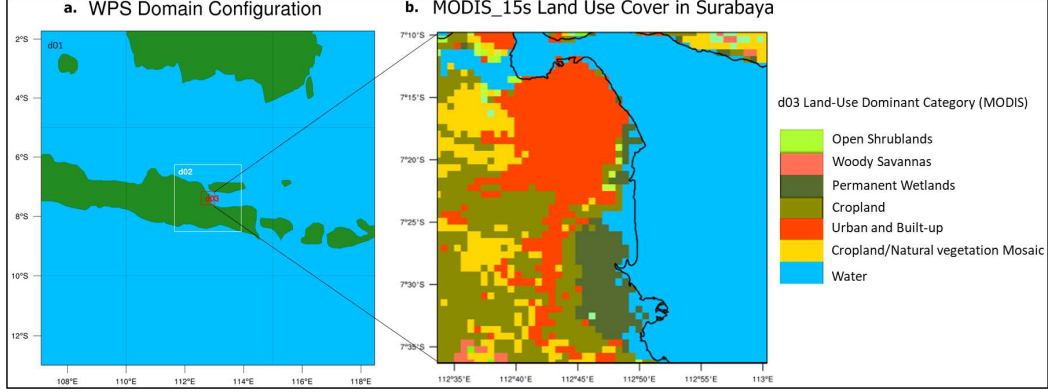 a. WPS Domain Configuration
b. MODIS_15s Land Use Cover in Surabaya
d01
d02
d03
2°S
4°S
6°S
8°S
10°S
12°S
108°E
110°E
112°E
114°E
116°E
118°E
7°10'S
7°15'S
7°20'S
7°25'S
7°30'S
7°35'S
112°35'E
112°40'E
112°45'E
112°50'E
112°55'E
113°E
d03 Land-Use Dominant Category (MODIS)
Open Shrublands
Woody Savannas
Permanent Wetlands
Cropland
Urban and Built-up
Cropland/Natural vegetation Mosaic
Water